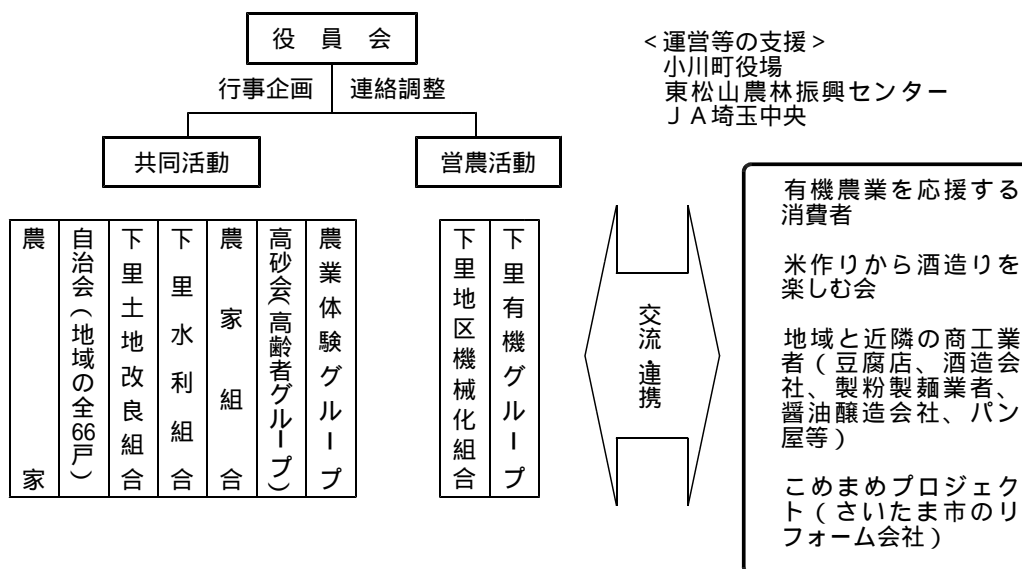 役 員 会
行事企画 連絡調整
<運営等の支援>
小川町役場
東松山農林振興センター
JA埼玉中央
共同活動
営農活動
農 家
自治会(地域の全66戸)
下里土地改良組合
下里水利組合
農家組合
高砂会(高齢者グループ)
農業体験グループ
下里地区機械化組合
下里有機グループ
交流・連携
有機農業を応援する
消費者
米作りから酒造りを
楽しむ会
地域と近隣の商工業
者(豆腐店、酒造会
社、製粉製麺業者、
醤油醸造会社、パン
屋等)
こめまめプロジェク
ト(さいたま市のリ
フォーム会社)